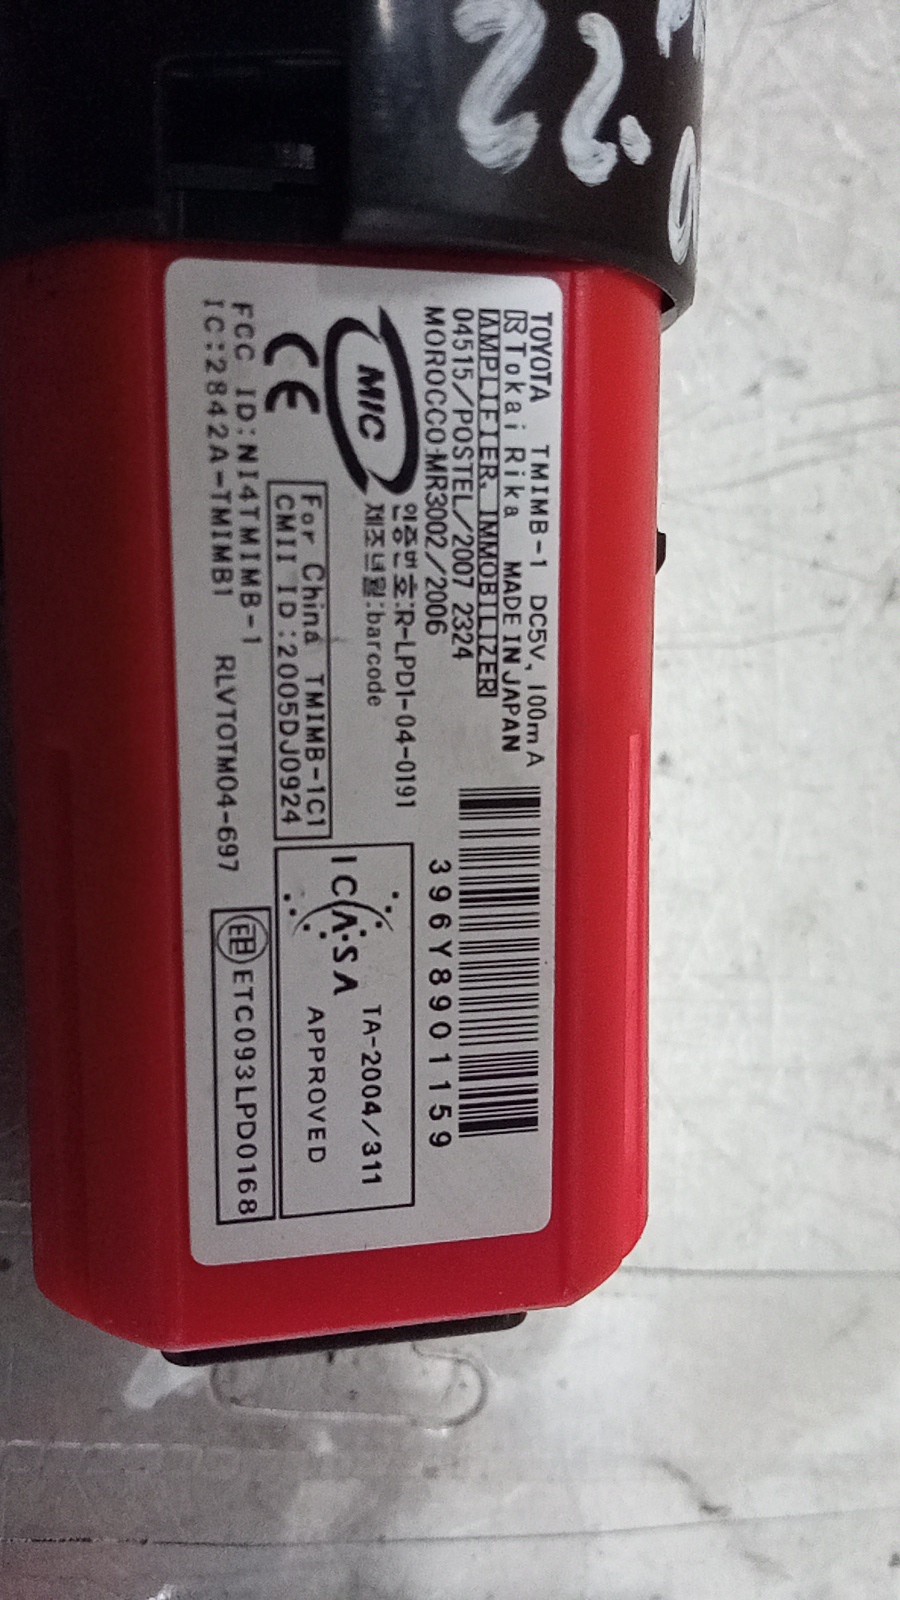 TOYOTA TMIMB-1 DC5V, 100mA
R Tokai Rika MADE IN JAPAN
AMPLIFIER, IMMOBILIZER
04515/POSTEL/2007 2324
MOROCCO:MR3002/2006
396Y8901159
MIC
인증번호:R-LPD1-04-0191
제조년월:barcode
CE
For China TMIMB-1C1
CMII ID:2005DJ0924
ICASA
TA-2004/311
APPROVED
FCC ID:NI4TMIMB-1
IC:2842A-TMIMB1 RLVTOTM04-697
ETC093LPD0168